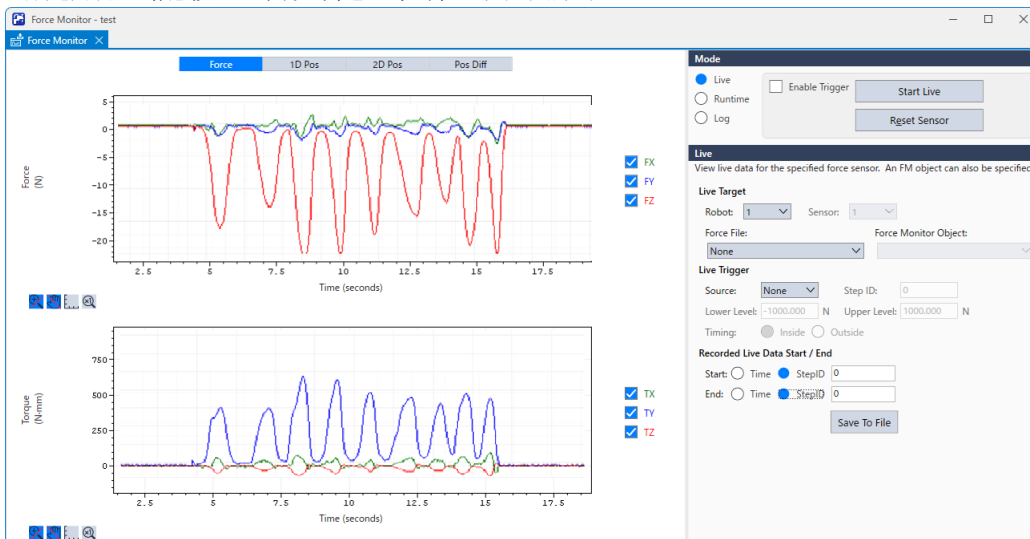 Force Monitor - test
Force Monitor
Force 1D Pos 2D Pos Pos Diff
5
0
-5
-10
-15
-20
Force
(N)
2.5 5 7.5 10 12.5 15 17.5
Time (seconds)
FX
FY
FZ
750
500
250
0
Torque
(N-mm)
2.5 5 7.5 10 12.5 15 17.5
Time (seconds)
TX
TY
TZ
Mode
Live
Runtime
Log
Enable Trigger
Start Live
Reset Sensor
Live
View live data for the specified force sensor. An FM object can also be specified
Live Target
Robot: 1 Sensor: 1
Force File: Force Monitor Object:
None
Live Trigger
Source: None Step ID: 0
Lower Level: -1000.000 N Upper Level: 1000.000 N
Timing: Inside Outside
Recorded Live Data Start / End
Start: Time StepID 0
End: Time StepID 0
Save To File